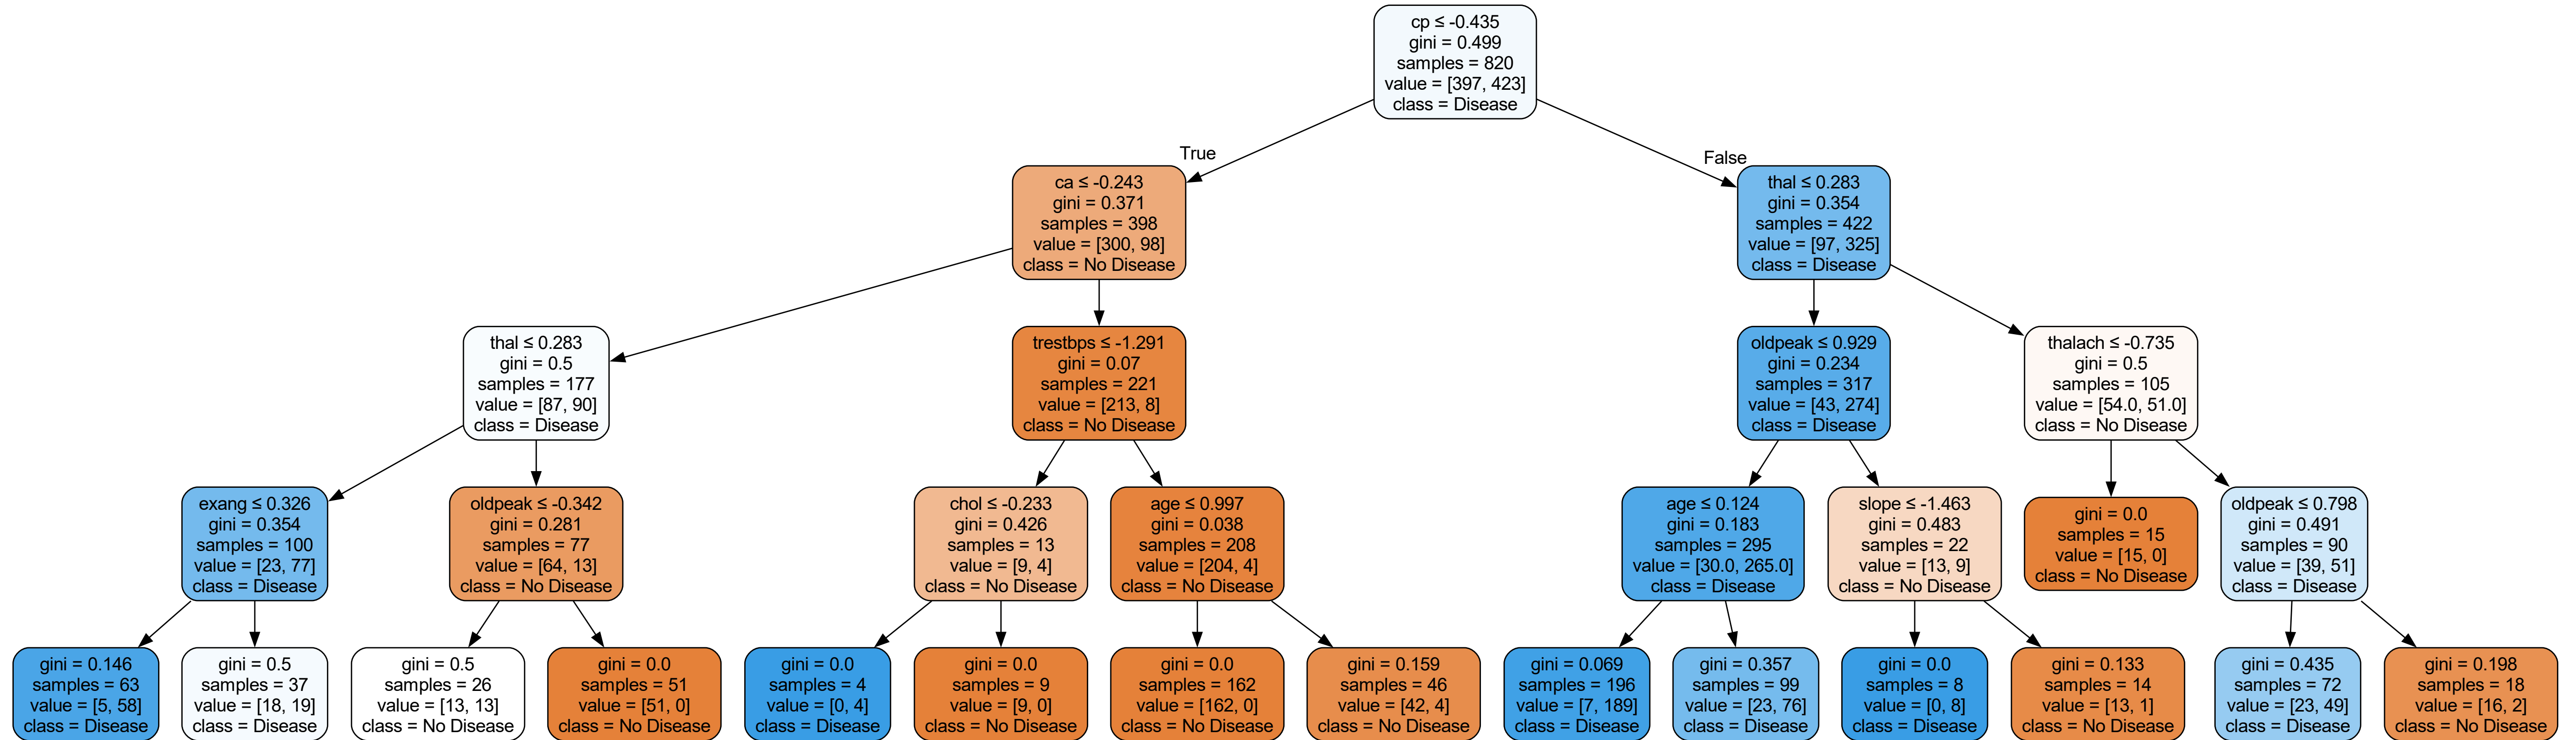 cp ≤ -0.435
gini = 0.499
samples = 820
value = [397, 423]
class = Disease
True
False
ca ≤ -0.243
gini = 0.371
samples = 398
value = [300, 98]
class = No Disease
thal ≤ 0.283
gini = 0.354
samples = 422
value = [97, 325]
class = Disease
thal ≤ 0.283
gini = 0.5
samples = 177
value = [87, 90]
class = Disease
trestbps ≤ -1.291
gini = 0.07
samples = 221
value = [213, 8]
class = No Disease
oldpeak ≤ 0.929
gini = 0.234
samples = 317
value = [43, 274]
class = Disease
thalach ≤ -0.735
gini = 0.5
samples = 105
value = [54.0, 51.0]
class = No Disease
exang ≤ 0.326
gini = 0.354
samples = 100
value = [23, 77]
class = Disease
oldpeak ≤ -0.342
gini = 0.281
samples = 77
value = [64, 13]
class = No Disease
chol ≤ -0.233
gini = 0.426
samples = 13
value = [9, 4]
class = No Disease
age ≤ 0.997
gini = 0.038
samples = 208
value = [204, 4]
class = No Disease
age ≤ 0.124
gini = 0.183
samples = 295
value = [30.0, 265.0]
class = Disease
slope ≤ -1.463
gini = 0.483
samples = 22
value = [13, 9]
class = No Disease
gini = 0.0
samples = 15
value = [15, 0]
class = No Disease
oldpeak ≤ 0.798
gini = 0.491
samples = 90
value = [39, 51]
class = Disease
gini = 0.146
samples = 63
value = [5, 58]
class = Disease
gini = 0.5
samples = 37
value = [18, 19]
class = Disease
gini = 0.5
samples = 26
value = [13, 13]
class = No Disease
gini = 0.0
samples = 51
value = [51, 0]
class = No Disease
gini = 0.0
samples = 4
value = [0, 4]
class = Disease
gini = 0.0
samples = 9
value = [9, 0]
class = No Disease
gini = 0.0
samples = 162
value = [162, 0]
class = No Disease
gini = 0.159
samples = 46
value = [42, 4]
class = No Disease
gini = 0.069
samples = 196
value = [7, 189]
class = Disease
gini = 0.357
samples = 99
value = [23, 76]
class = Disease
gini = 0.0
samples = 8
value = [0, 8]
class = Disease
gini = 0.133
samples = 14
value = [13, 1]
class = No Disease
gini = 0.435
samples = 72
value = [23, 49]
class = Disease
gini = 0.198
samples = 18
value = [16, 2]
class = No Disease